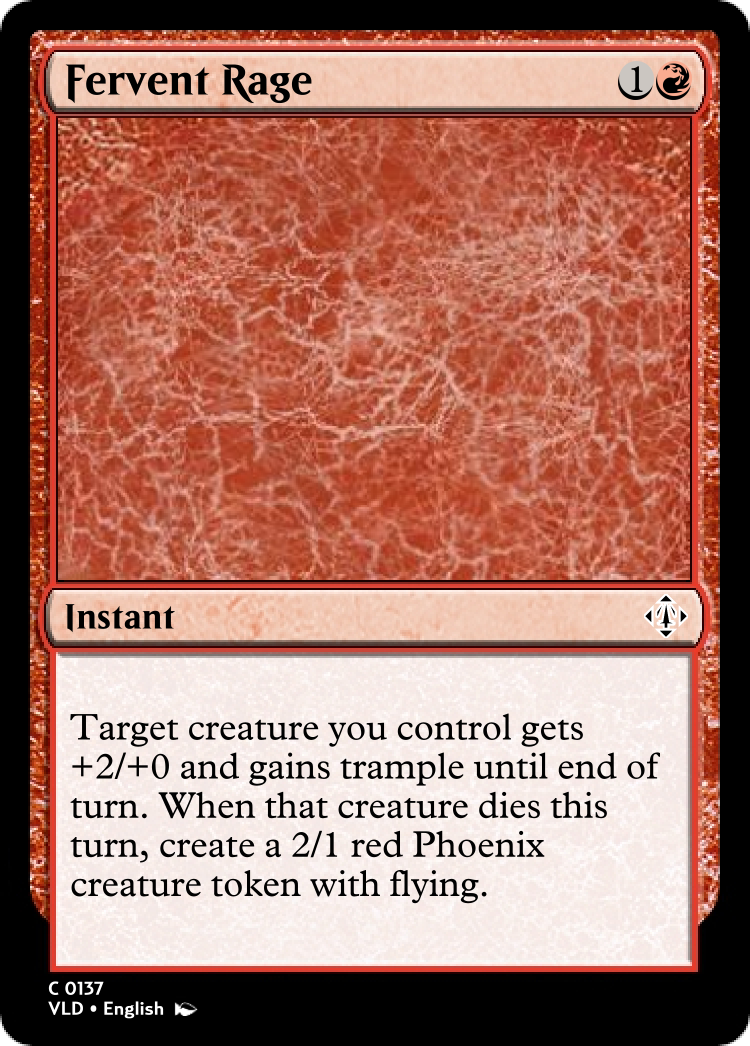 Fervent Rage 1
Instant
Target creature you control gets
+2/+0 and gains trample until end of
turn. When that creature dies this
turn, create a 2/1 red Phoenix
creature token with flying.
C 0137
VLD • English